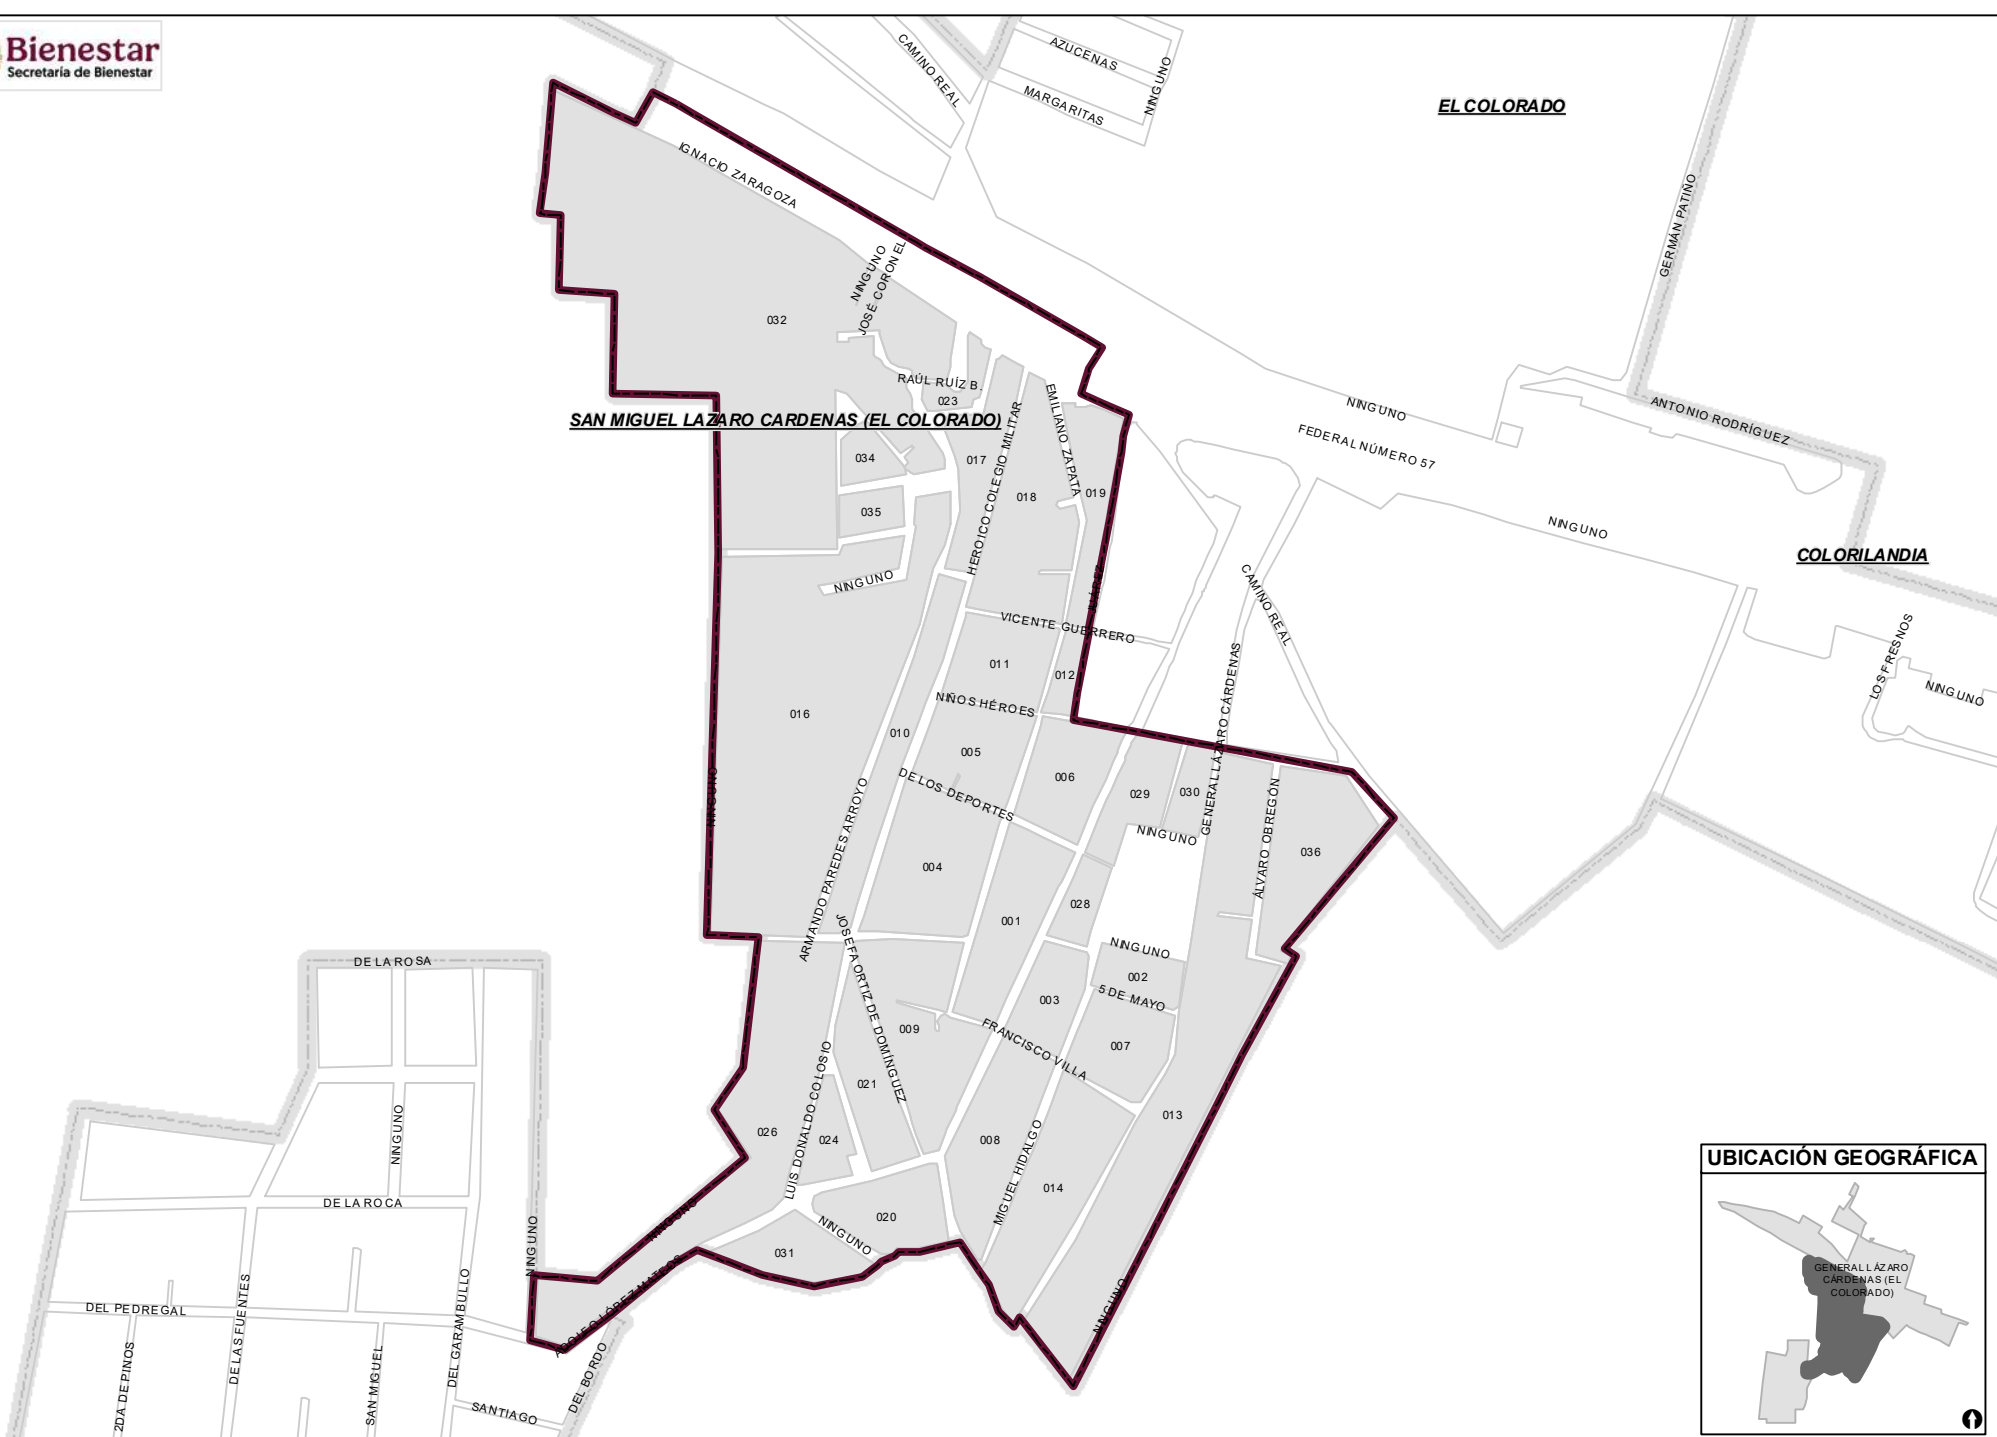 Bienestar
Secretaría de Bienestar
CAMINO REAL
AZUCENAS
MARGARITAS
NINGUNO
EL COLORADO
IGNACIO ZARAGOZA
GERMÁN PATIÑO
NINGUNO
JOSÉ CORONEL
032
RAÚL RUÍZ B.
023
SAN MIGUEL LAZARO CARDENAS (EL COLORADO)
HEROICO COLEGIO MILITAR
EMILIANO ZAPATA
NINGUNO
ANTONIO RODRÍGUEZ
FEDERAL NÚMERO 57
034
017
018
019
035
NINGUNO
COLORILANDIA
NINGUNO
JUÁREZ
CAMINO REAL
VICENTE GUERRERO
LOS FRESNOS
NINGUNO
011
012
GENERAL LÁZARO CÁRDENAS
NIÑOS HÉROES
016
010
005
006
DE LOS DEPORTES
029
030
NINGUNO
NINGUNO
ÁLVARO OBREGÓN
036
ARMANDO PAREDES ARROYO
004
028
001
JOSEFA ORTIZ DE DOMÍNGUEZ
NINGUNO
002
5 DE MAYO
DE LA ROSA
003
009
FRANCISCO VILLA
007
LUIS DONALDO COLOSIO
021
013
026
024
008
MIGUEL HIDALGO
014
NINGUNO
DE LA ROCA
NINGUNO
NINGUNO
020
NINGUNO
031
ADOLFO LÓPEZ MATEOS
NINGUNO
DEL PEDREGAL
DE LAS FUENTES
DEL GARAMBULLO
2DA DE PINOS
SAN MIGUEL
SANTIAGO
DEL BORDO
UBICACIÓN GEOGRÁFICA
GENERAL LÁZARO
CÁRDENAS (EL
COLORADO)